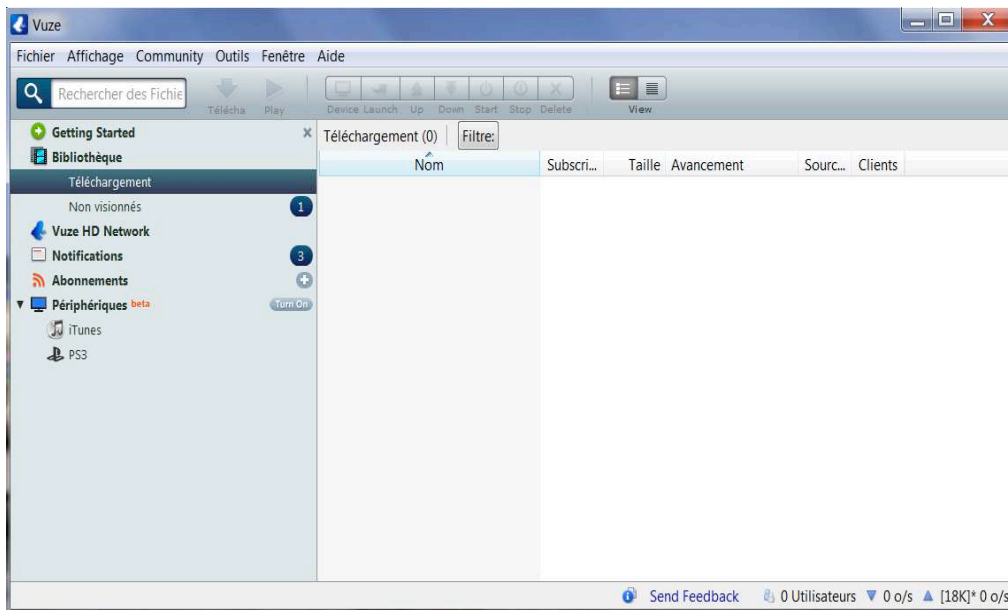 Vuze
Fichier Affichage Community Outils Fenêtre Aide
Rechercher des Fichie
Télécha Play Device Launch Up Down Start Stop Delete View
Getting Started
Bibliothèque
Téléchargement
Non visionnés 1
Vuze HD Network
Notifications 3
Abonnements
Périphériques beta Turn On
iTunes
PS3
Téléchargement (0) Filtre:
Nom Subscri... Taille Avancement Sourc... Clients
Send Feedback 0 Utilisateurs 0 o/s [18K]* 0 o/s